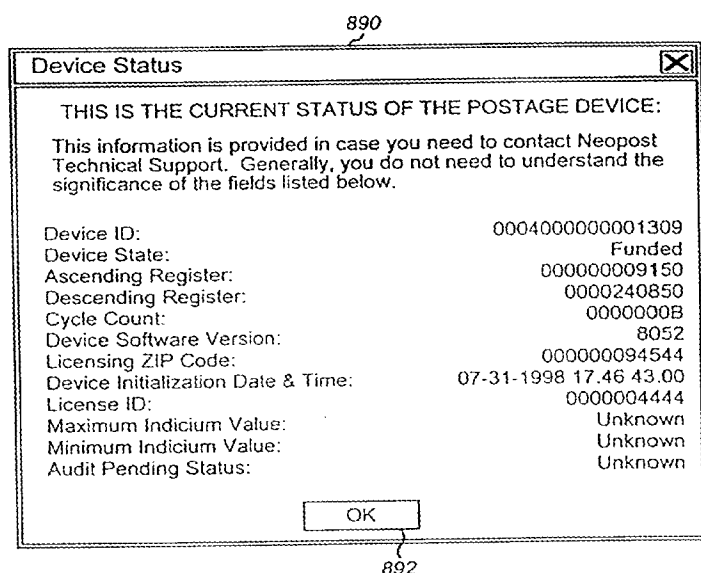 890
Device Status
THIS IS THE CURRENT STATUS OF THE POSTAGE DEVICE:
This information is provided in case you need to contact Neopost
Technical Support. Generally, you do not need to understand the
significance of the fields listed below.
Device ID: 0004000000001309
Device State: Funded
Ascending Register: 000000009150
Descending Register: 0000240850
Cycle Count: 0000000B
Device Software Version: 8052
Licensing ZIP Code: 000000094544
Device Initialization Date & Time: 07-31-1998 17.46 43.00
License ID: 0000004444
Maximum Indicium Value: Unknown
Minimum Indicium Value: Unknown
Audit Pending Status: Unknown
OK
892